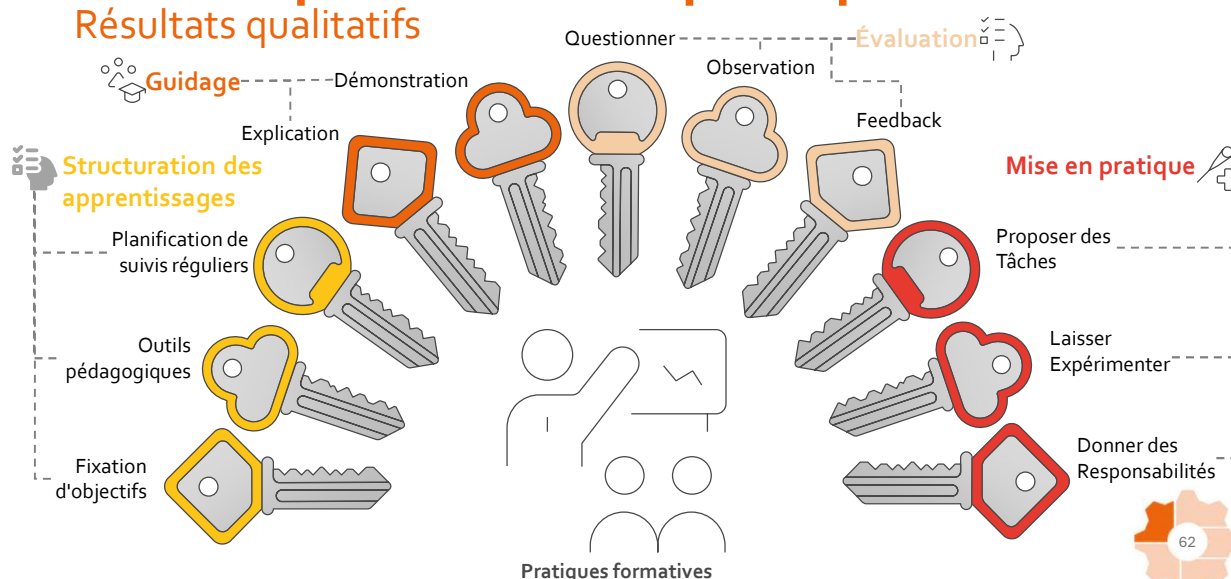 Résultats qualitatifs
Questionner
Évaluation
Observation
Guidage
Démonstration
Explication
Feedback
Structuration des
apprentissages
Mise en pratique
Planification de
suivis réguliers
Proposer des
Tâches
Outils
pédagogiques
Laisser
Expérimenter
Fixation
d'objectifs
Donner des
Responsabilités
62
Pratiques formatives